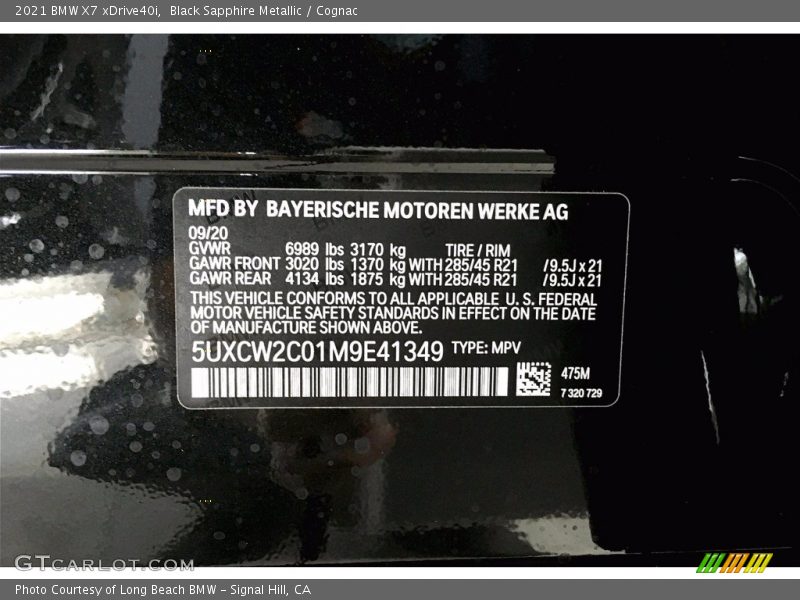 2021 BMW X7 xDrive40i, Black Sapphire Metallic / Cognac
MFD BY BAYERISCHE MOTOREN WERKE AG
09/20
GVWR 6989 lbs 3170 kg TIRE / RIM
GAWR FRONT 3020 lbs 1370 kg WITH 285/45 R21 /9.5J x 21
GAWR REAR 4134 lbs 1875 kg WITH 285/45 R21 /9.5J x 21
THIS VEHICLE CONFORMS TO ALL APPLICABLE U. S. FEDERAL
MOTOR VEHICLE SAFETY STANDARDS IN EFFECT ON THE DATE
OF MANUFACTURE SHOWN ABOVE.
5UXCW2C01M9E41349 TYPE: MPV
475M
7 320 729
GTCARLOT.COM
Photo Courtesy of Long Beach BMW - Signal Hill, CA